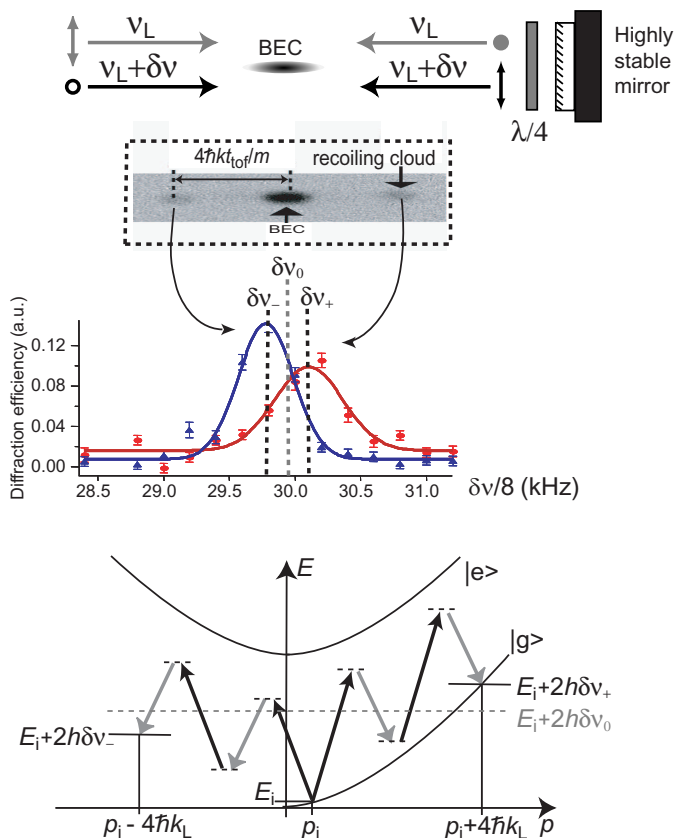 ν_L BEC ν_L
ν_L+δν ν_L+δν
Highly
stable
mirror
λ/4
4ħkt_tof/m recoiling cloud
BEC
δν_0
δν_- δν_+
Diffraction efficiency (a.u.)
0.12
0.08
0.04
0.00
28.5 29.0 29.5 30.0 30.5 31.0 δν/8 (kHz)
E |e>
|g>
E_i+2hδν_+
E_i+2hδν_0
E_i+2hδν_-
E_i
p_i - 4ħk_L p_i p_i+4ħk_L p